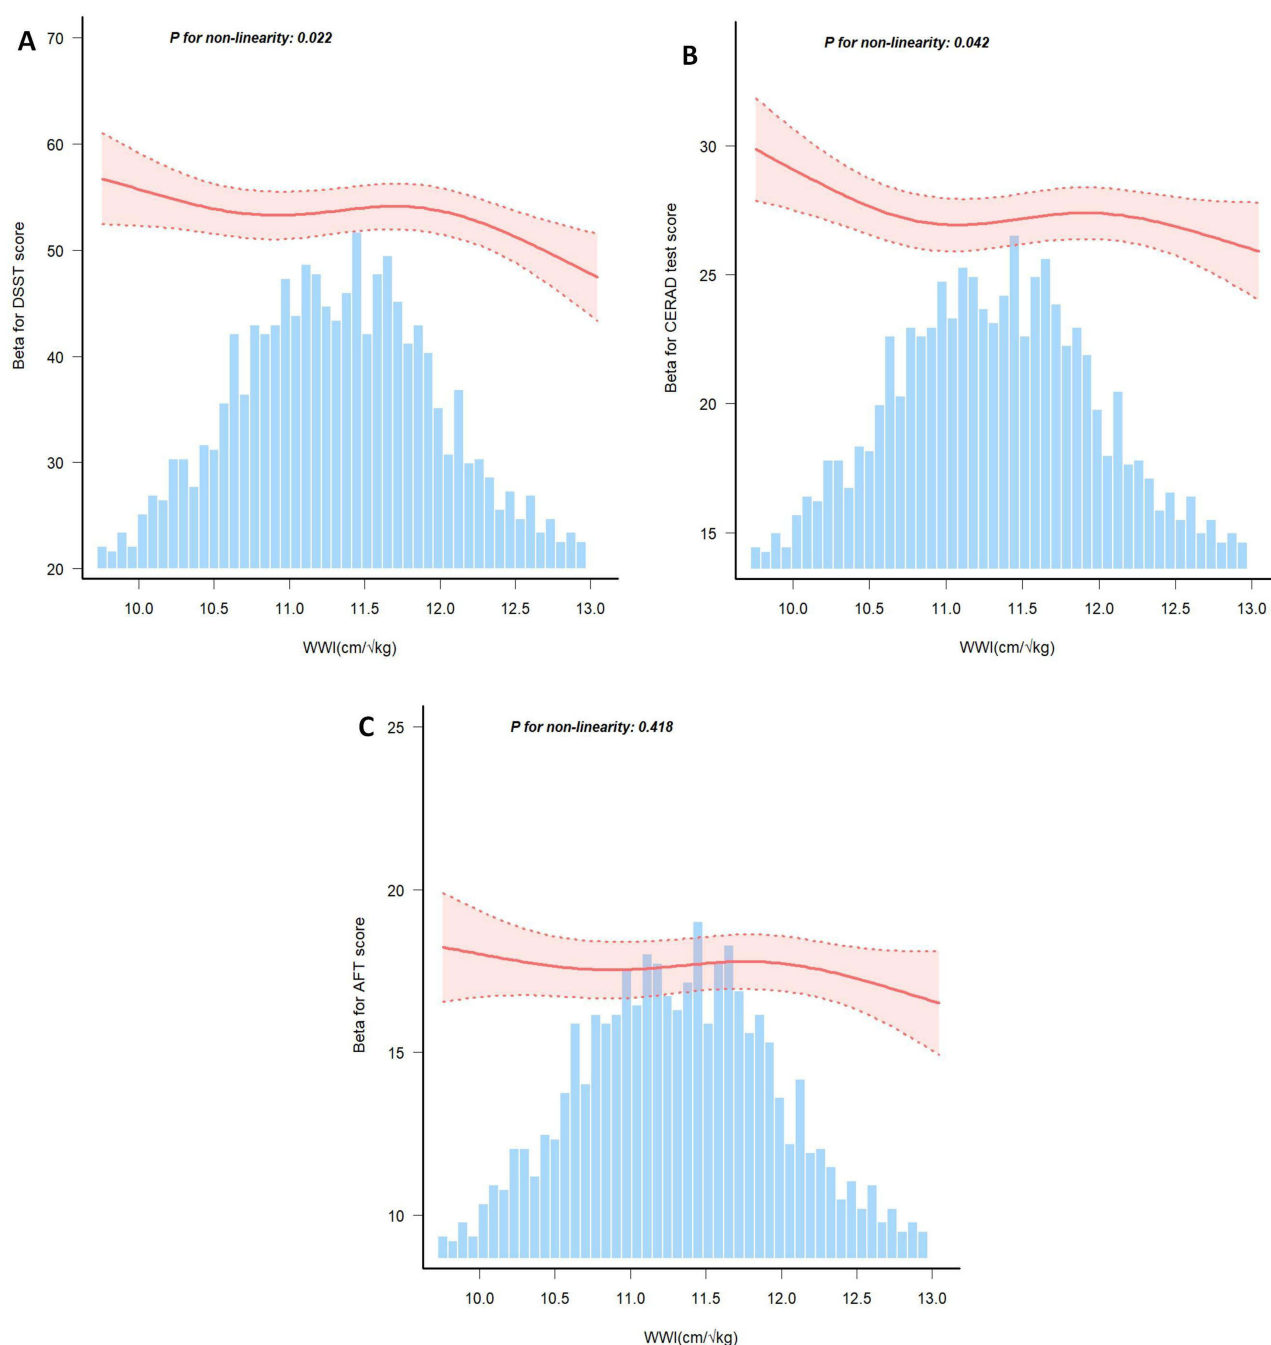 A
P for non-linearity: 0.022
70
60
50
40
30
20
Beta for DSST score
10.0 10.5 11.0 11.5 12.0 12.5 13.0
WWI(cm/√kg)
B
P for non-linearity: 0.042
30
25
20
15
Beta for CERAD test score
10.0 10.5 11.0 11.5 12.0 12.5 13.0
WWI(cm/√kg)
C
P for non-linearity: 0.418
25
20
15
10
Beta for AFT score
10.0 10.5 11.0 11.5 12.0 12.5 13.0
WWI(cm/√kg)